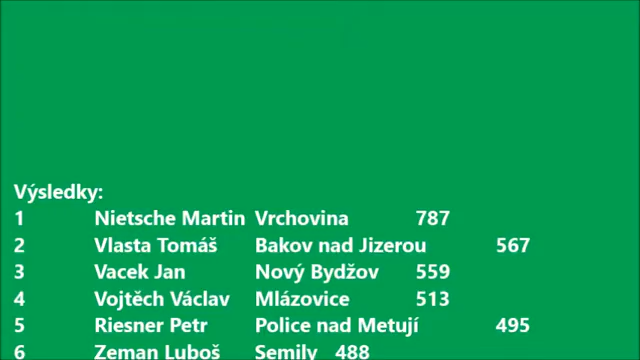 Výsledky:
1 Nietsche Martin Vrchovina 787
2 Vlasta Tomáš Bakov nad Jizerou 567
3 Vacek Jan Nový Bydžov 559
4 Vojtěch Václav Mlázovice 513
5 Riesner Petr Police nad Metují 495
6 Zeman Luboš Semily 488